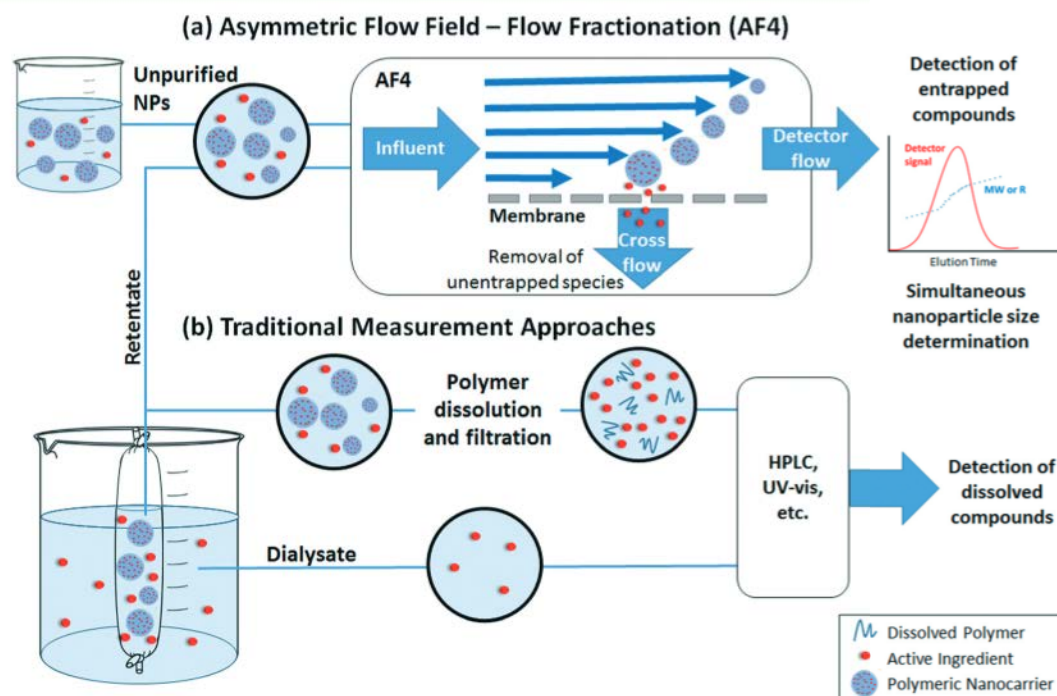 (a) Asymmetric Flow Field – Flow Fractionation (AF4)
Unpurified
NPs
AF4
Influent
Membrane
Cross
flow
Removal of
unentrapped species
Detector
flow
Detection of
entrapped
compounds
Detector
signal
MW or R
Elution Time
Simultaneous
nanoparticle size
determination
Retentate
(b) Traditional Measurement Approaches
Polymer
dissolution
and filtration
Dialysate
HPLC,
UV-vis,
etc.
Detection of
dissolved
compounds
Dissolved Polymer
Active Ingredient
Polymeric Nanocarrier